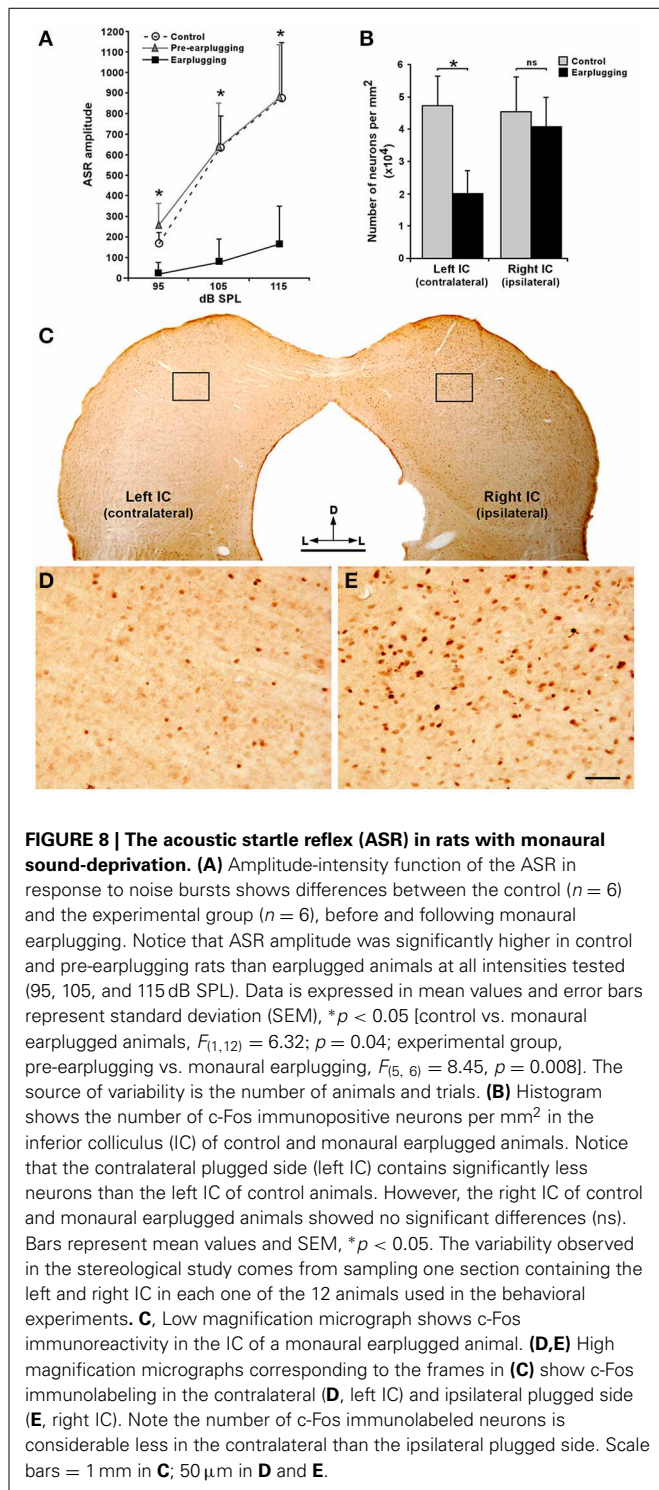 A
1200
1100
1000
900
800
700
600
500
400
300
200
100
0
ASR amplitude
Control
Pre-earplugging
Earplugging
*
*
*
95
105
115
dB SPL
B
Number of neurons per mm²
(x10⁴)
6
5
4
3
2
1
0
*
ns
Control
Earplugging
Left IC
(contralateral)
Right IC
(ipsilateral)
C
Left IC
(contralateral)
D
L
L
Right IC
(ipsilateral)
D
E
FIGURE 8 | The acoustic startle reflex (ASR) in rats with monaural
sound-deprivation. (A) Amplitude-intensity function of the ASR in
response to noise bursts shows differences between the control (n = 6)
and the experimental group (n = 6), before and following monaural
earplugging. Notice that ASR amplitude was significantly higher in control
and pre-earplugging rats than earplugged animals at all intensities tested
(95, 105, and 115 dB SPL). Data is expressed in mean values and error bars
represent standard deviation (SEM), *p < 0.05 [control vs. monaural
earplugged animals, F(1,12) = 6.32; p = 0.04; experimental group,
pre-earplugging vs. monaural earplugging, F(5, 6) = 8.45, p = 0.008]. The
source of variability is the number of animals and trials. (B) Histogram
shows the number of c-Fos immunopositive neurons per mm² in the
inferior colliculus (IC) of control and monaural earplugged animals. Notice
that the contralateral plugged side (left IC) contains significantly less
neurons than the left IC of control animals. However, the right IC of control
and monaural earplugged animals showed no significant differences (ns).
Bars represent mean values and SEM, *p < 0.05. The variability observed
in the stereological study comes from sampling one section containing the
left and right IC in each one of the 12 animals used in the behavioral
experiments. C, Low magnification micrograph shows c-Fos
immunoreactivity in the IC of a monaural earplugged animal. (D,E) High
magnification micrographs corresponding to the frames in (C) show c-Fos
immunolabeling in the contralateral (D, left IC) and ipsilateral plugged side
(E, right IC). Note the number of c-Fos immunolabeled neurons is
considerable less in the contralateral than the ipsilateral plugged side. Scale
bars = 1 mm in C; 50 μm in D and E.